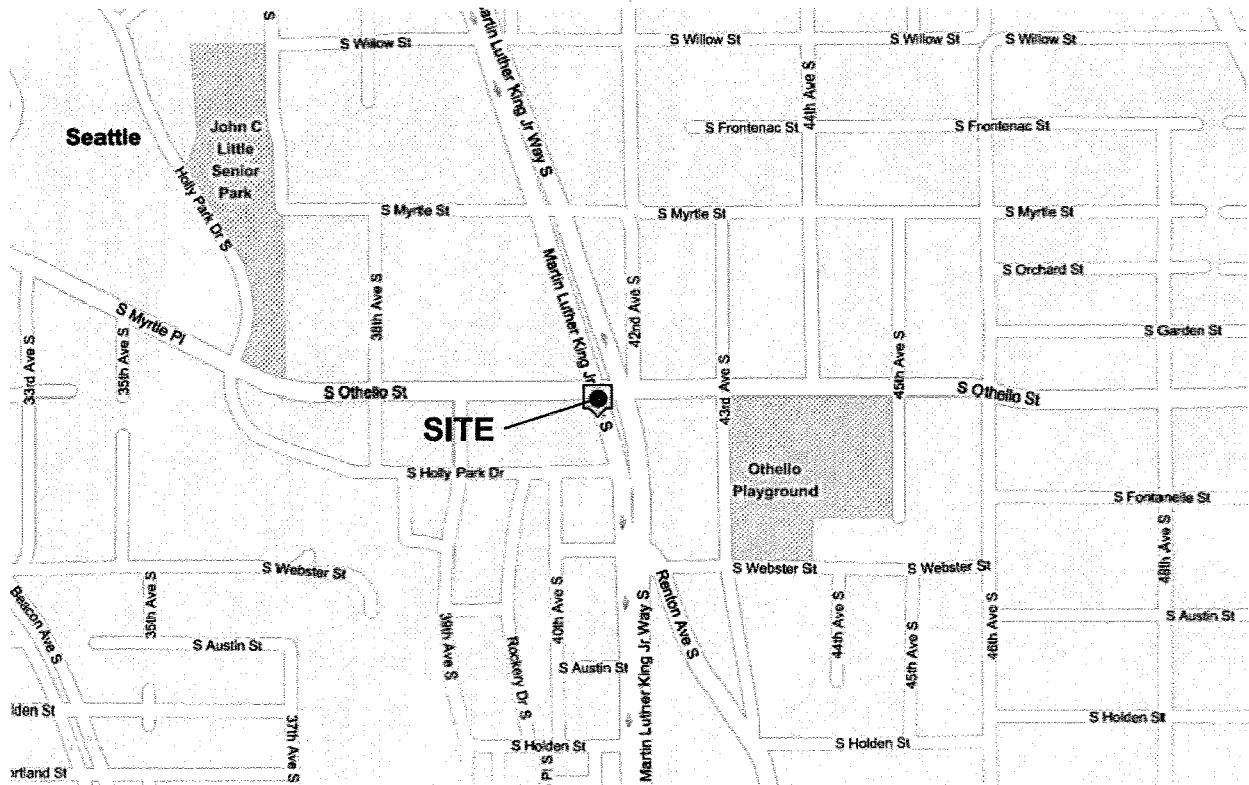 S
S Willow St
S Willow St
S Willow St
S Willow St
Martin Luther King Jr Way S
44th Ave S
Seattle
John C
Little
Senior
Park
S Frontenac St
S Frontenac St
Holly Park Dr S
S Myrtle St
S Myrtle St
S Myrtle St
S Orchard St
Martin Luther King Jr
S
42nd Ave S
38th Ave S
S Myrtle Pl
33rd Ave S
35th Ave S
S Garden St
43rd Ave S
45th Ave S
S Othello St
S Othello St
SITE
S Holly Park Dr
Othello
Playground
S Fontanelle St
48th Ave S
S Webster St
S Webster St
S Webster St
Beacon Ave S
35th Ave S
39th Ave S
Rockery Dr S
40th Ave S
Martin Luther King Jr Way S
Renton Ave S
44th Ave S
45th Ave S
46th Ave S
S Austin St
S Austin St
S Austin St
lden St
37th Ave S
S Holden St
S Holden St
S Holden St
Pl S
ortland St